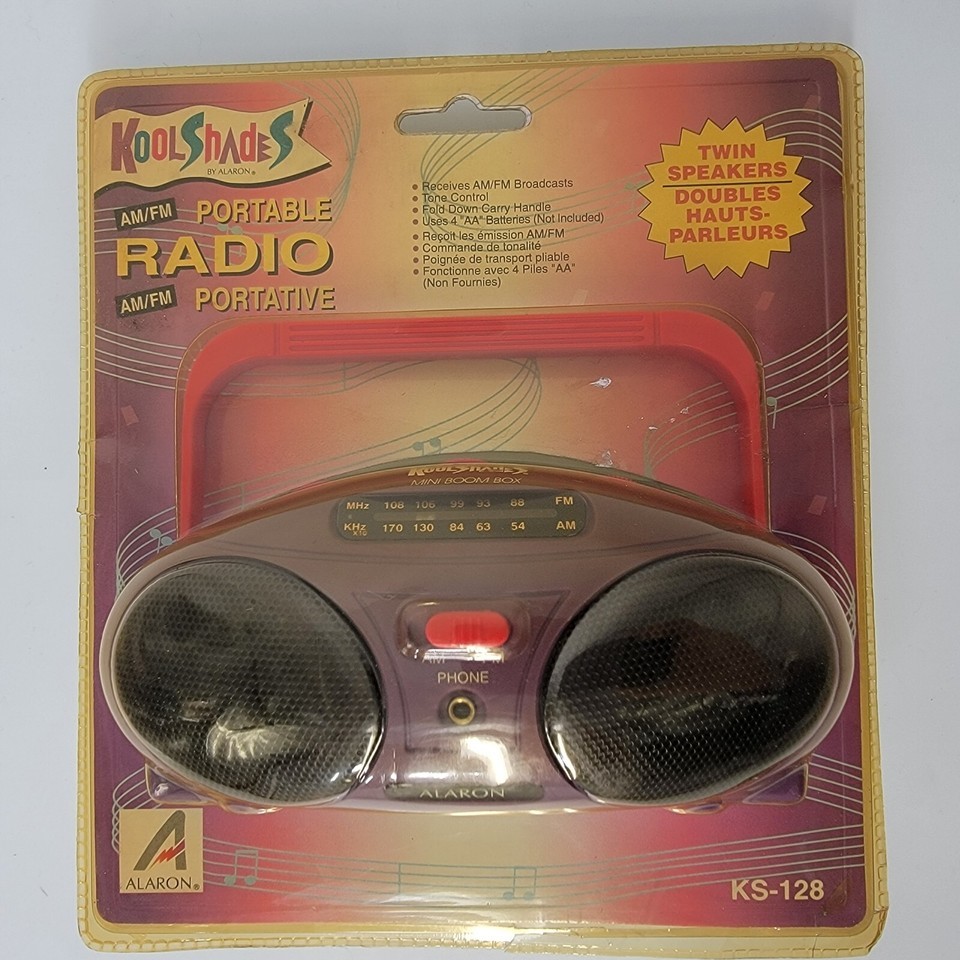 KOOLSHADES
BY ALARON®
AM/FM PORTABLE
RADIO
AM/FM PORTATIVE
• Receives AM/FM Broadcasts
• Tone Control
• Fold Down Carry Handle
• Uses 4 "AA" Batteries (Not Included)
• Reçoit les émission AM/FM
• Commande de tonalité
• Poignée de transport pliable
• Fonctionne avec 4 Piles "AA"
(Non Fournies)
TWIN
SPEAKERS
DOUBLES
HAUTS-
PARLEURS
KOOLSHADES
MINI BOOM BOX
MHz 108 106 99 93 88 FM
KHz X10 170 130 84 63 54 AM
AM FM
PHONE
ALARON
ALARON®
KS-128